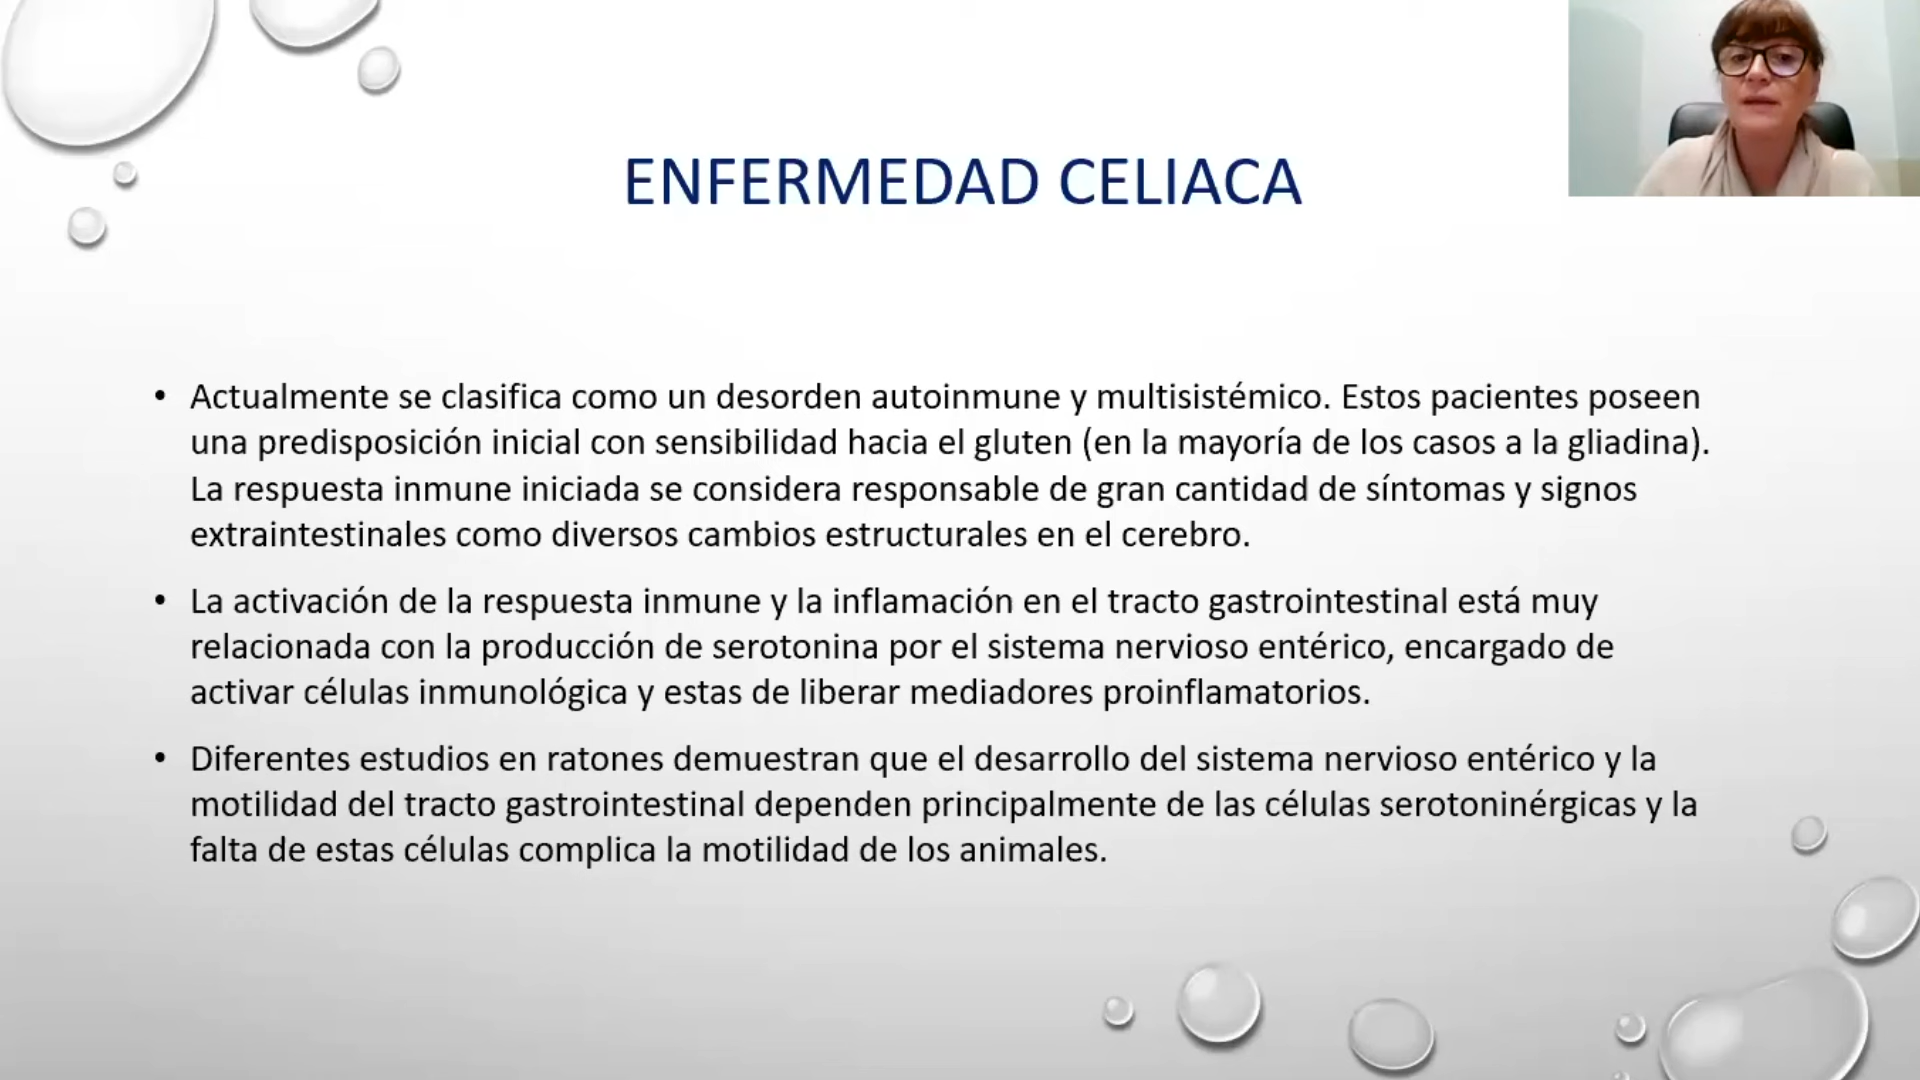 ENFERMEDAD CELIACA
• Actualmente se clasifica como un desorden autoinmune y multisistémico. Estos pacientes poseen
una predisposición inicial con sensibilidad hacia el gluten (en la mayoría de los casos a la gliadina).
La respuesta inmune iniciada se considera responsable de gran cantidad de síntomas y signos
extraintestinales como diversos cambios estructurales en el cerebro.
• La activación de la respuesta inmune y la inflamación en el tracto gastrointestinal está muy
relacionada con la producción de serotonina por el sistema nervioso entérico, encargado de
activar células inmunológica y estas de liberar mediadores proinflamatorios.
• Diferentes estudios en ratones demuestran que el desarrollo del sistema nervioso entérico y la
motilidad del tracto gastrointestinal dependen principalmente de las células serotoninérgicas y la
falta de estas células complica la motilidad de los animales.